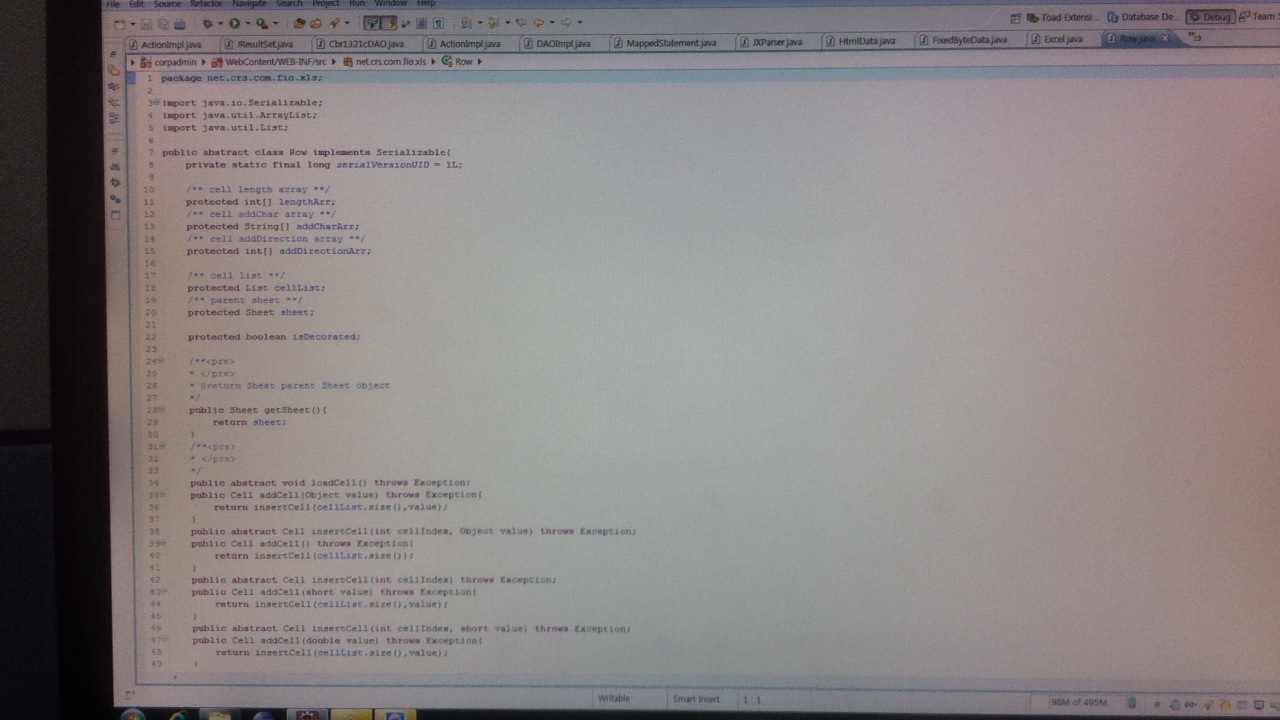 File Edit Source Refactor Navigate Search Project Run Window Help
Toad Extensi... Database De... Debug Team
ActionImpl.java IResultSet.java Cbr1321cDAO.java ActionImpl.java DAOImpl.java MappedStatement.java JXParser.java HtmlData.java FixedByteData.java Excel.java Row.java 13
corpadmin WebContent/WEB-INF/src net.crs.com.fio.xls Row
1 package net.crs.com.fio.xls;
2
3 import java.io.Serializable;
4 import java.util.ArrayList;
5 import java.util.List;
6
7 public abstract class Row implements Serializable{
8 private static final long serialVersionUID = 1L;
9
10 /** cell length array **/
11 protected int[] lengthArr;
12 /** cell addChar array **/
13 protected String[] addCharArr;
14 /** cell addDirection array **/
15 protected int[] addDirectionArr;
16
17 /** cell list **/
18 protected List cellList;
19 /** parent sheet **/
20 protected Sheet sheet;
21
22 protected boolean isDecorated;
23
24 /**<pre>
25 * </pre>
26 * @return Sheet parent Sheet object
27 */
28 public Sheet getSheet(){
29 return sheet;
30 }
31 /**<pre>
32 * </pre>
33 */
34 public abstract void loadCell() throws Exception;
35 public Cell addCell(Object value) throws Exception{
36 return insertCell(cellList.size(),value);
37 }
38 public abstract Cell insertCell(int cellIndex, Object value) throws Exception;
39 public Cell addCell() throws Exception{
40 return insertCell(cellList.size());
41 }
42 public abstract Cell insertCell(int cellIndex) throws Exception;
43 public Cell addCell(short value) throws Exception{
44 return insertCell(cellList.size(),value);
45 }
46 public abstract Cell insertCell(int cellIndex, short value) throws Exception;
47 public Cell addCell(double value) throws Exception{
48 return insertCell(cellList.size(),value);
49 }
Writable Smart Insert 1 : 1 98M of 495M